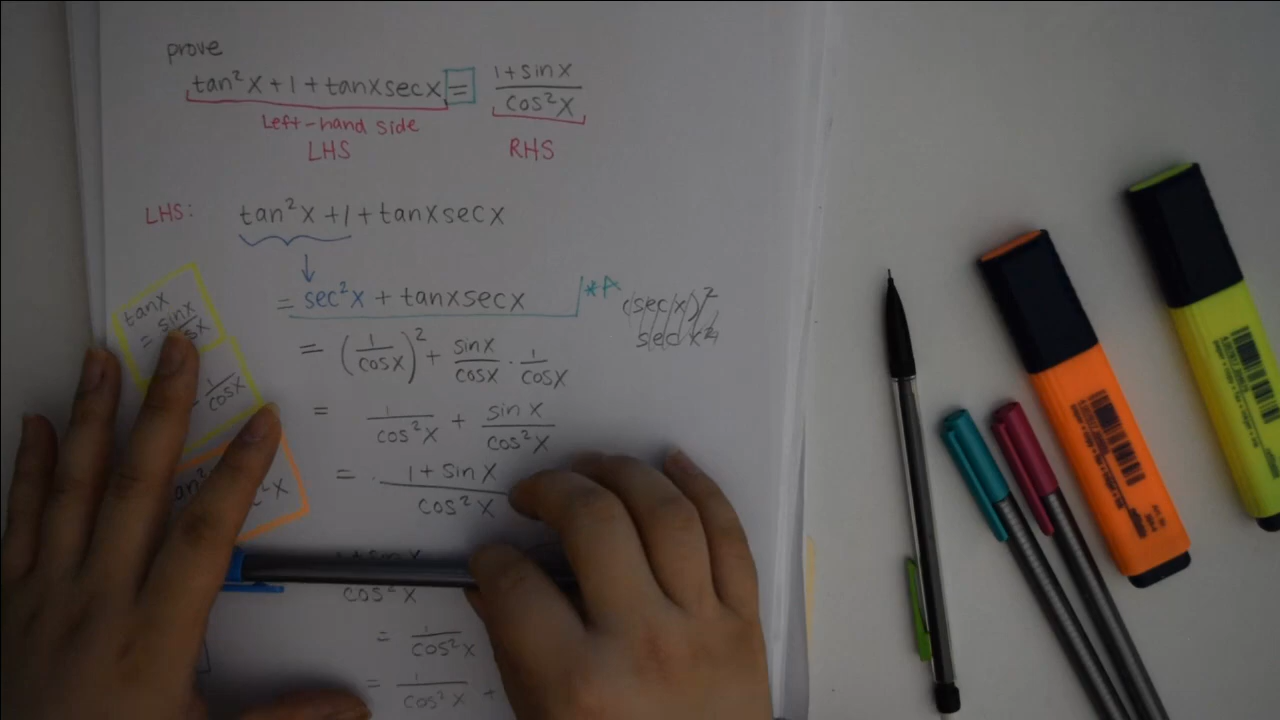 prove
tan²x + 1 + tanxsecx = (1 + sinx)/(cos²x)
Left-hand side
LHS
RHS
LHS: tan²x + 1 + tanxsecx
= sec²x + tanxsecx *A
(secx)²
secx²
= (1/cosx)² + sinx/cosx · 1/cosx
= 1/cos²x + sinx/cos²x
= (1 + sinx)/(cos²x)
tanx
= sinx
1/cosx
cos²x
= 1/cos²x
= 1/cos²x +